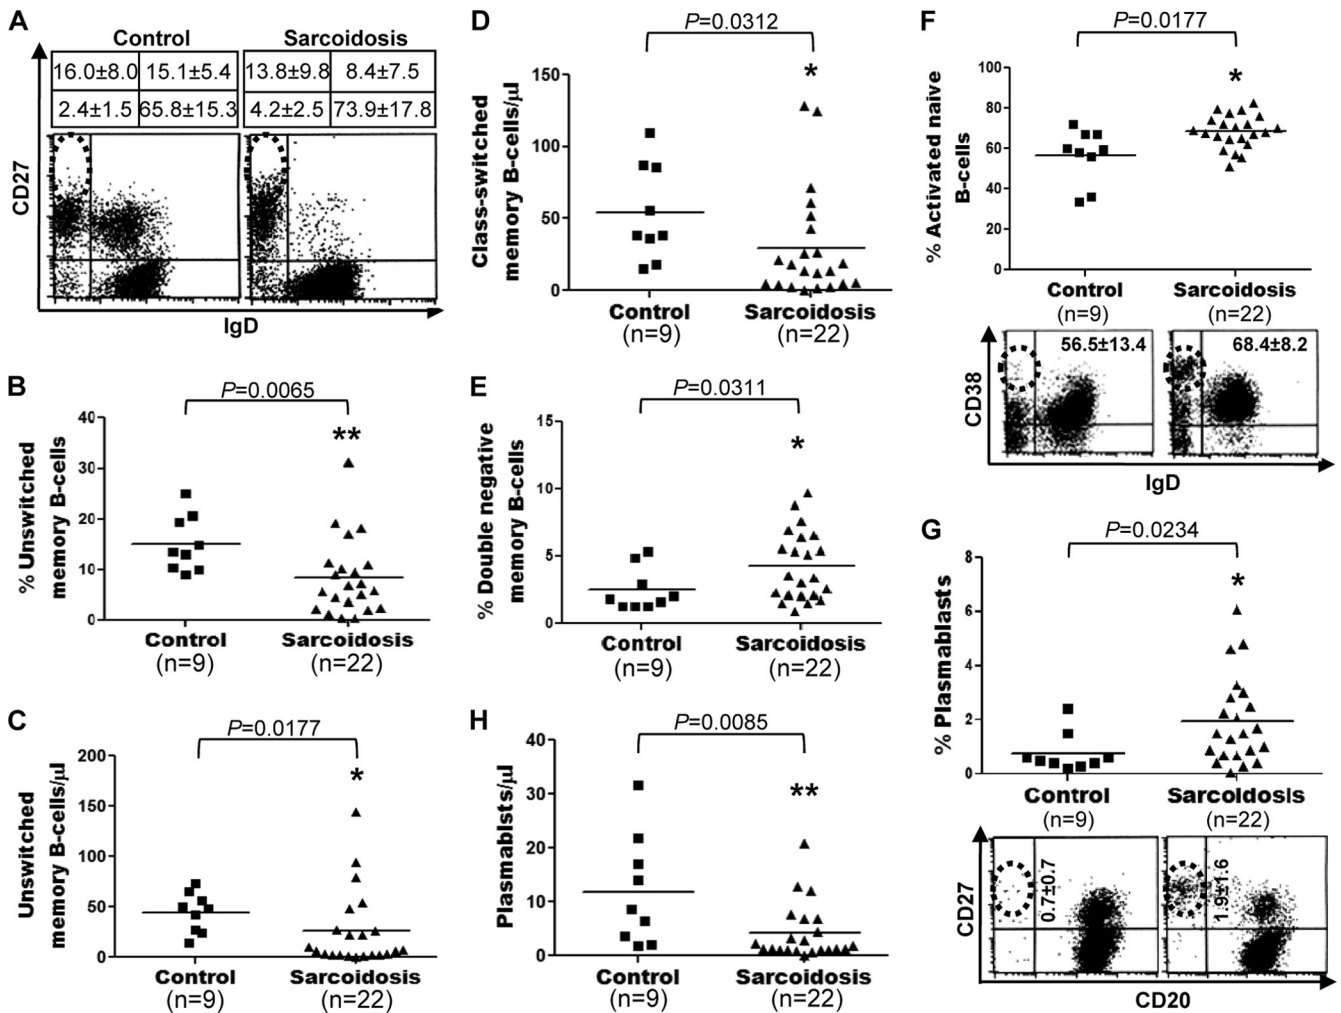 A
Control Sarcoidosis
16.0±8.0 15.1±5.4 13.8±9.8 8.4±7.5
2.4±1.5 65.8±15.3 4.2±2.5 73.9±17.8
CD27
IgD
B
P=0.0065
**
% Unswitched
memory B-cells
40
30
20
10
0
Control Sarcoidosis
(n=9) (n=22)
C
P=0.0177
*
Unswitched
memory B-cells/µl
200
150
100
50
0
Control Sarcoidosis
(n=9) (n=22)
D
P=0.0312
*
Class-switched
memory B-cells/µl
150
100
50
0
Control Sarcoidosis
(n=9) (n=22)
E
P=0.0311
*
% Double negative
memory B-cells
15
10
5
0
Control Sarcoidosis
(n=9) (n=22)
H
P=0.0085
**
Plasmablsts/µl
40
30
20
10
0
Control Sarcoidosis
(n=9) (n=22)
F
P=0.0177
*
% Activated naive
B-cells
100
80
60
40
20
0
Control Sarcoidosis
(n=9) (n=22)
56.5±13.4 68.4±8.2
CD38
IgD
G
P=0.0234
*
% Plasmablasts
8
6
4
2
0
Control Sarcoidosis
(n=9) (n=22)
0.7±0.7 1.9±1.6
CD27
CD20